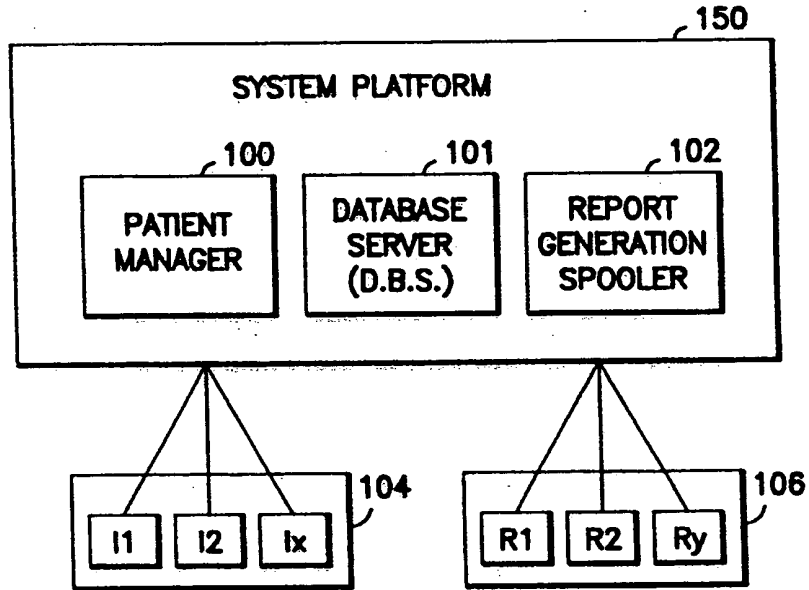 150
SYSTEM PLATFORM
100
101
102
PATIENT
MANAGER
DATABASE
SERVER
(D.B.S.)
REPORT
GENERATION
SPOOLER
104
106
I1
I2
Ix
R1
R2
Ry